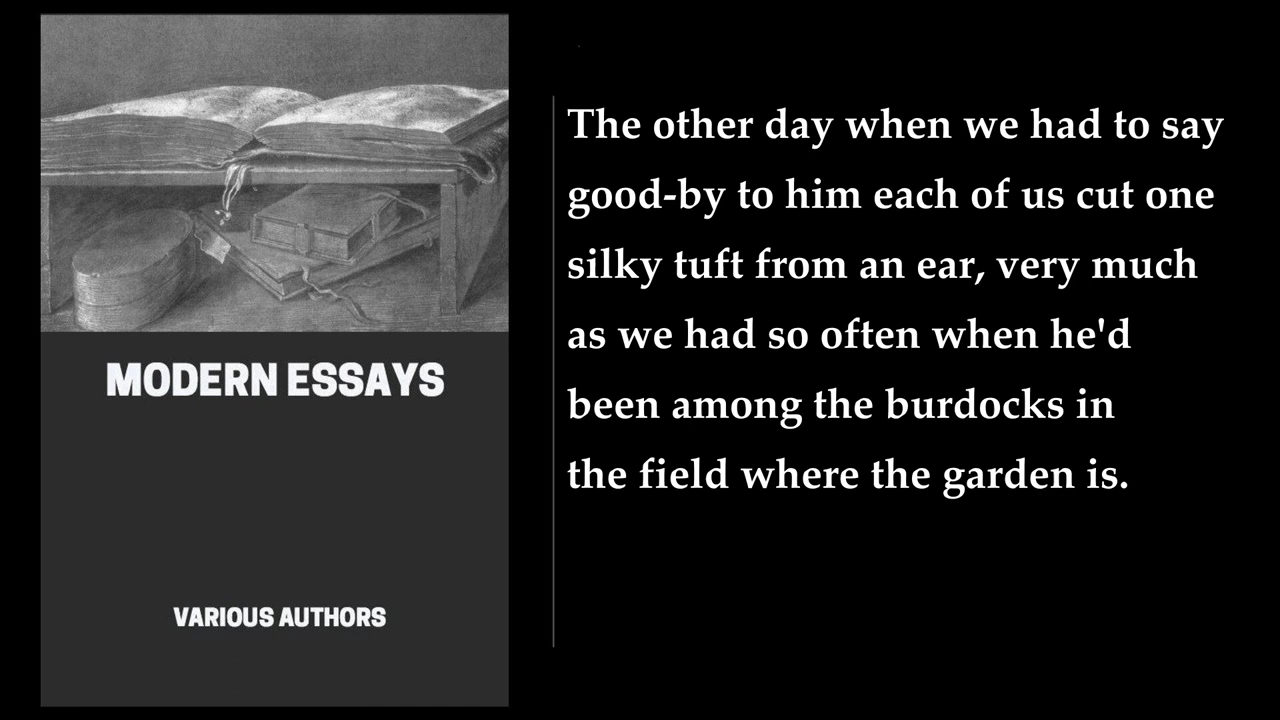 MODERN ESSAYS
VARIOUS AUTHORS
The other day when we had to say
good-by to him each of us cut one
silky tuft from an ear, very much
as we had so often when he'd
been among the burdocks in
the field where the garden is.